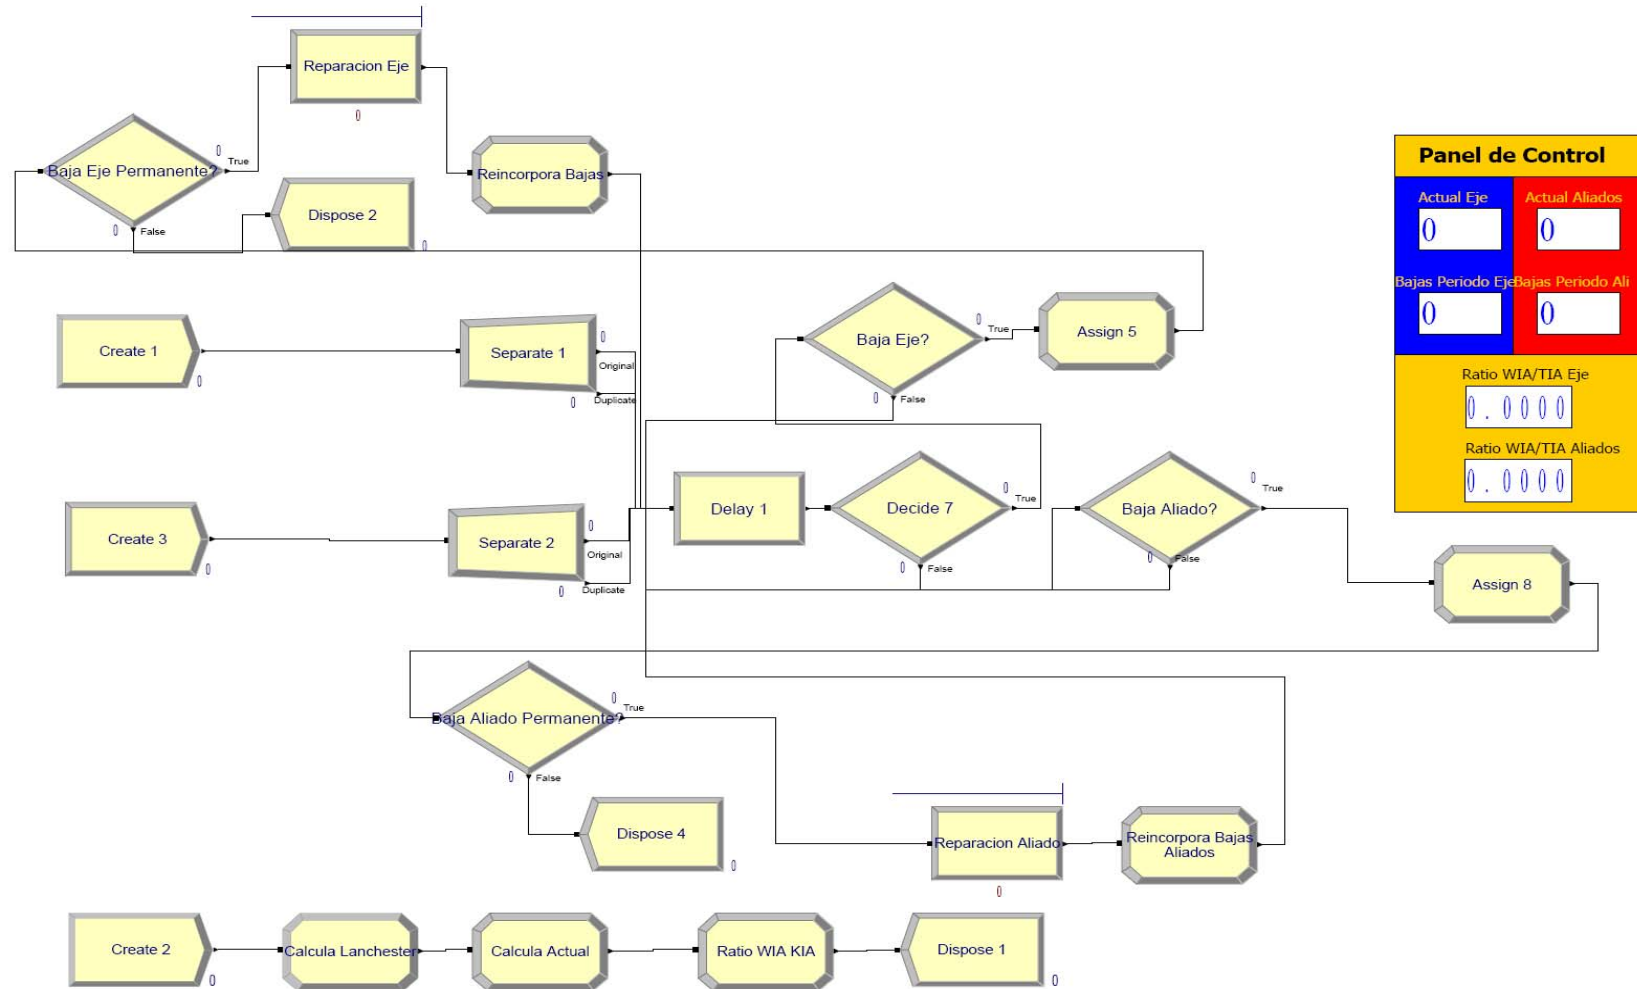 Reparacion Eje
0
Baja Eje Permanente?
0
True
0
False
Reincorpora Bajas
Dispose 2
0
Panel de Control
Actual Eje
Actual Aliados
0
0
Bajas Periodo Eje
Bajas Periodo Ali
0
0
Ratio WIA/TIA Eje
0.0000
Ratio WIA/TIA Aliados
0.0000
Create 1
0
Separate 1
0
Original
0
Duplicate
Baja Eje?
0
True
0
False
Assign 5
Create 3
0
Separate 2
0
Original
0
Duplicate
Delay 1
Decide 7
0
True
0
False
Baja Aliado?
0
True
0
False
Assign 8
Baja Aliado Permanente?
0
True
0
False
Dispose 4
0
Reparacion Aliado
0
Reincorpora Bajas
Aliados
Create 2
0
Calcula Lanchester
Calcula Actual
Ratio WIA KIA
Dispose 1
0